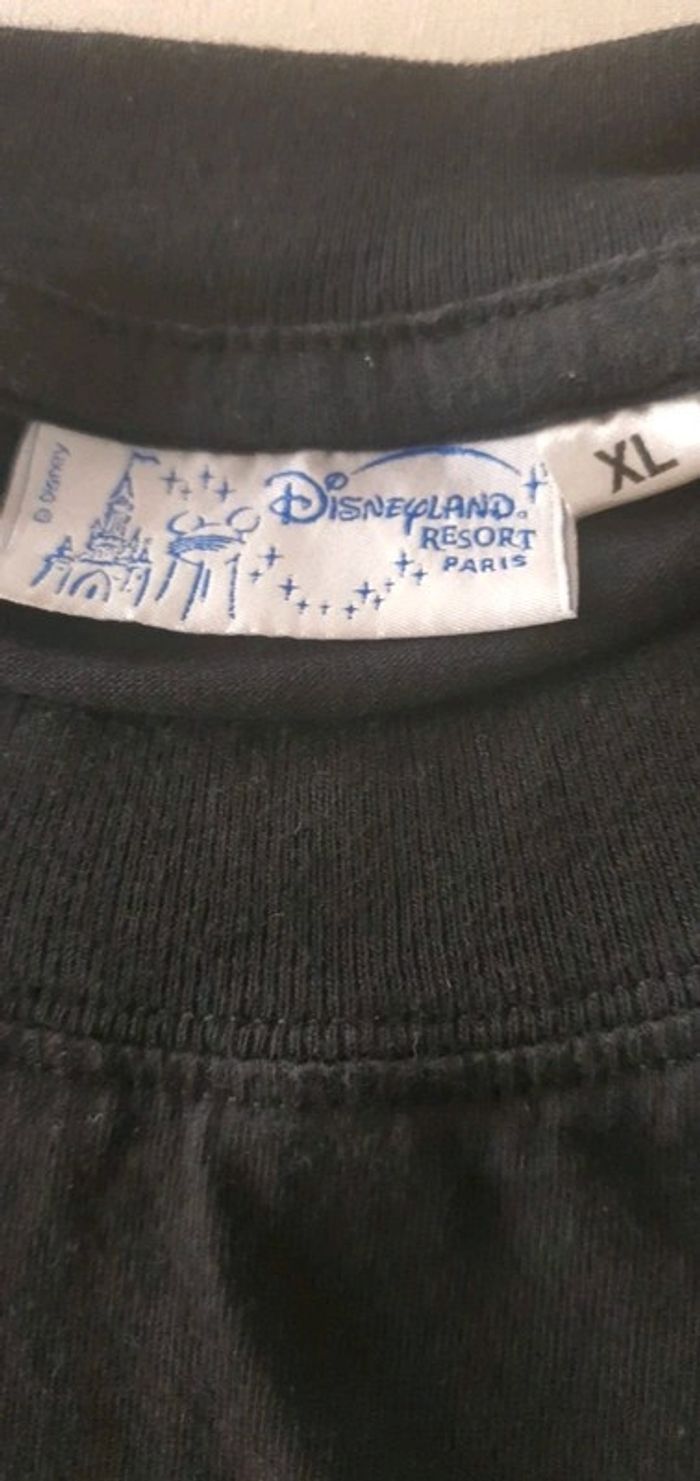 © Disney
DISNEYLAND®
RESORT
PARIS
XL